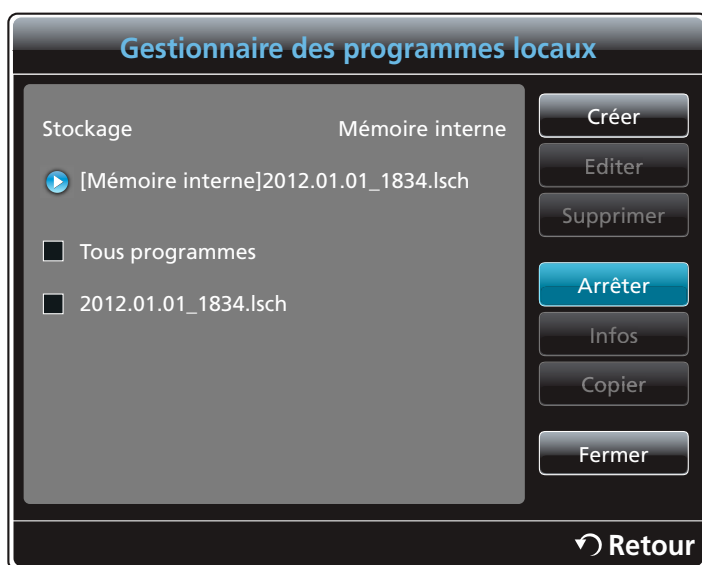 Gestionnaire des programmes locaux
Stockage Mémoire interne
[Mémoire interne]2012.01.01_1834.lsch
Tous programmes
2012.01.01_1834.lsch
Créer
Editer
Supprimer
Arrêter
Infos
Copier
Fermer
Retour